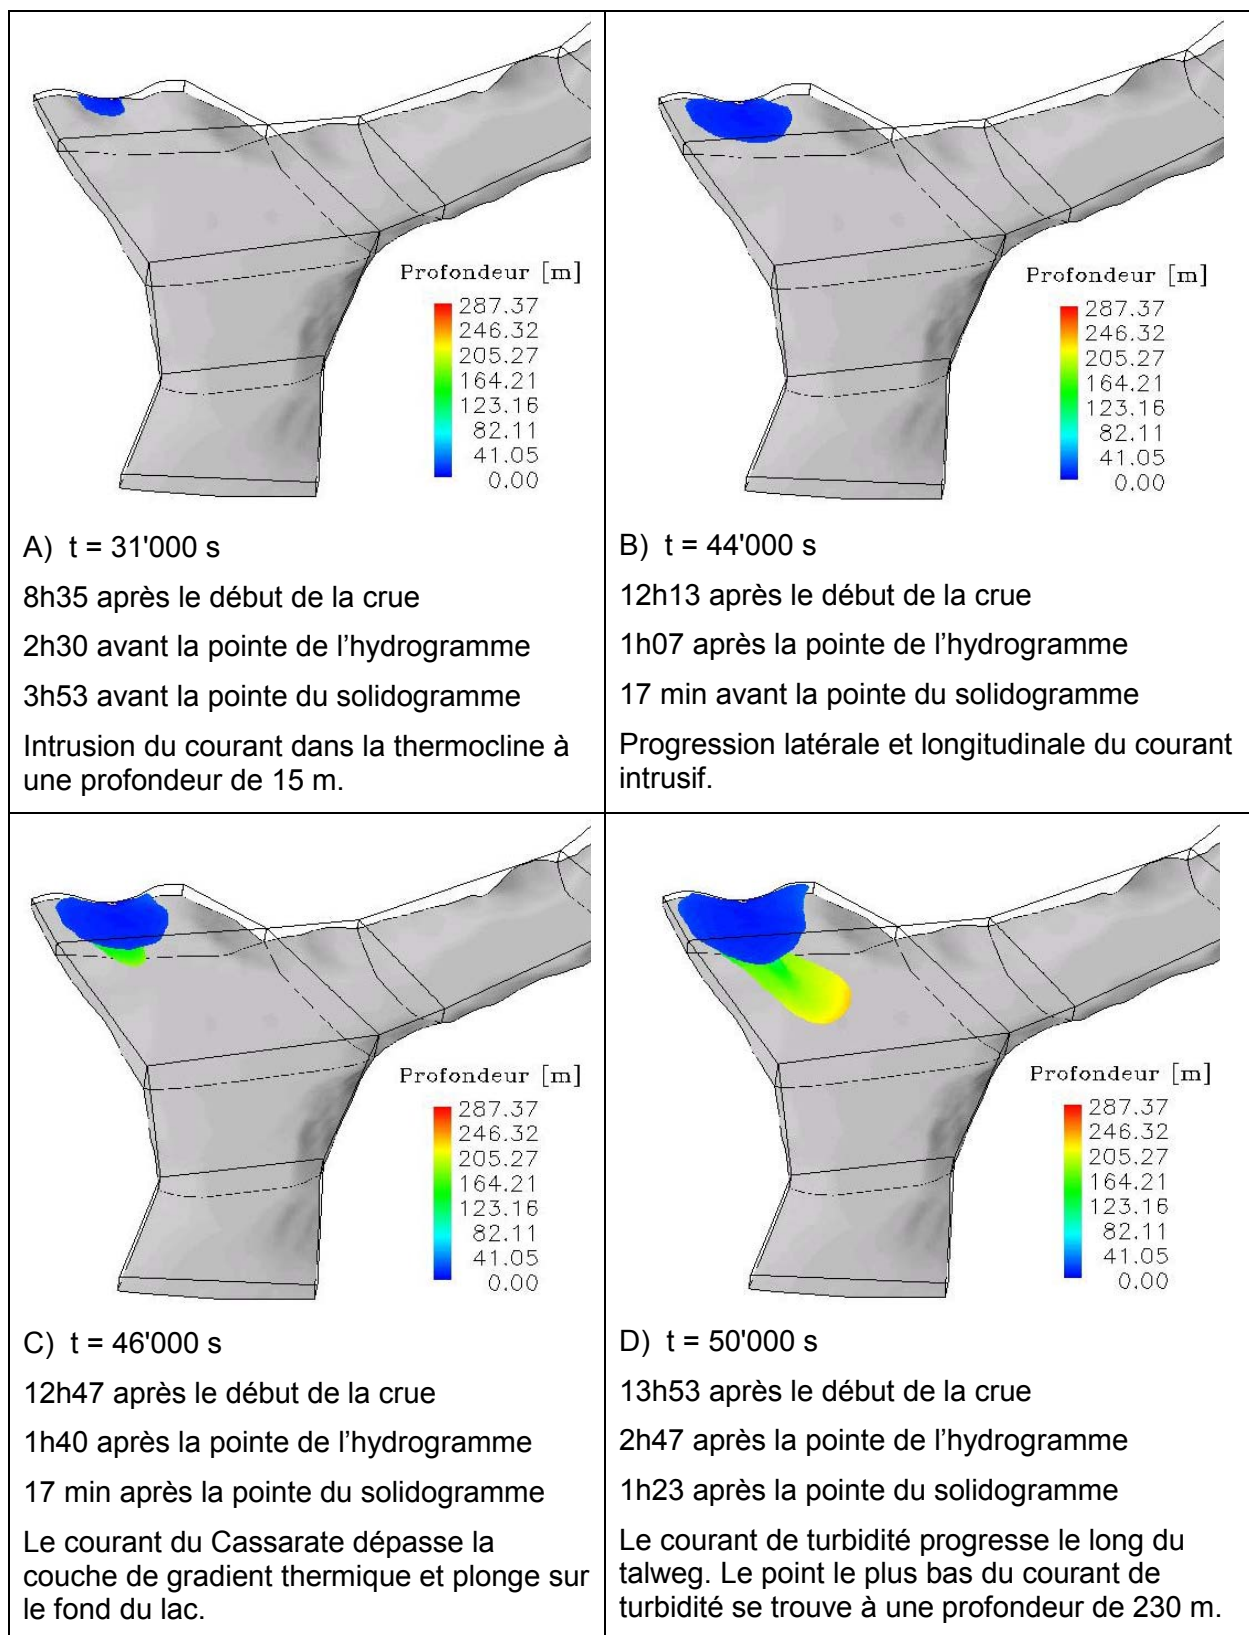 Profondeur [m]
287.37
246.32
205.27
164.21
123.16
82.11
41.05
0.00
A) t = 31'000 s
8h35 après le début de la crue
2h30 avant la pointe de l’hydrogramme
3h53 avant la pointe du solidogramme
Intrusion du courant dans la thermocline à
une profondeur de 15 m.
Profondeur [m]
287.37
246.32
205.27
164.21
123.16
82.11
41.05
0.00
B) t = 44'000 s
12h13 après le début de la crue
1h07 après la pointe de l’hydrogramme
17 min avant la pointe du solidogramme
Progression latérale et longitudinale du courant
intrusif.
Profondeur [m]
287.37
246.32
205.27
164.21
123.16
82.11
41.05
0.00
C) t = 46'000 s
12h47 après le début de la crue
1h40 après la pointe de l’hydrogramme
17 min après la pointe du solidogramme
Le courant du Cassarate dépasse la
couche de gradient thermique et plonge sur
le fond du lac.
Profondeur [m]
287.37
246.32
205.27
164.21
123.16
82.11
41.05
0.00
D) t = 50'000 s
13h53 après le début de la crue
2h47 après la pointe de l’hydrogramme
1h23 après la pointe du solidogramme
Le courant de turbidité progresse le long du
talweg. Le point le plus bas du courant de
turbidité se trouve à une profondeur de 230 m.